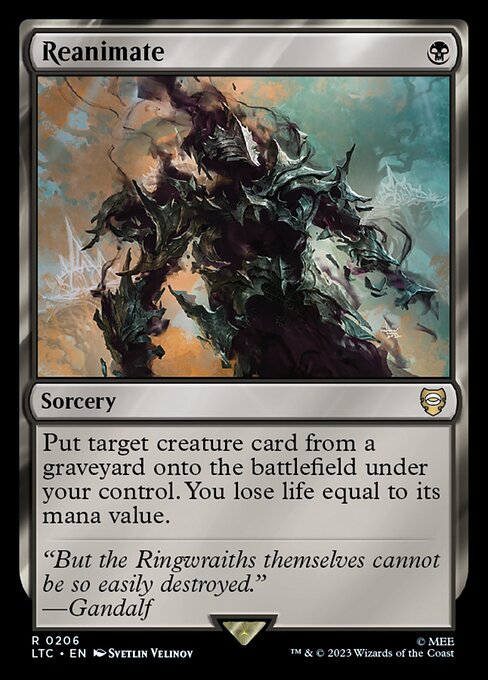 Reanimate
Sorcery
Put target creature card from a
graveyard onto the battlefield under
your control. You lose life equal to its
mana value.
“But the Ringwraiths themselves cannot
be so easily destroyed.”
—Gandalf
R 0206
LTC • EN Svetlin Velinov
© MEE
™ & © 2023 Wizards of the Coast